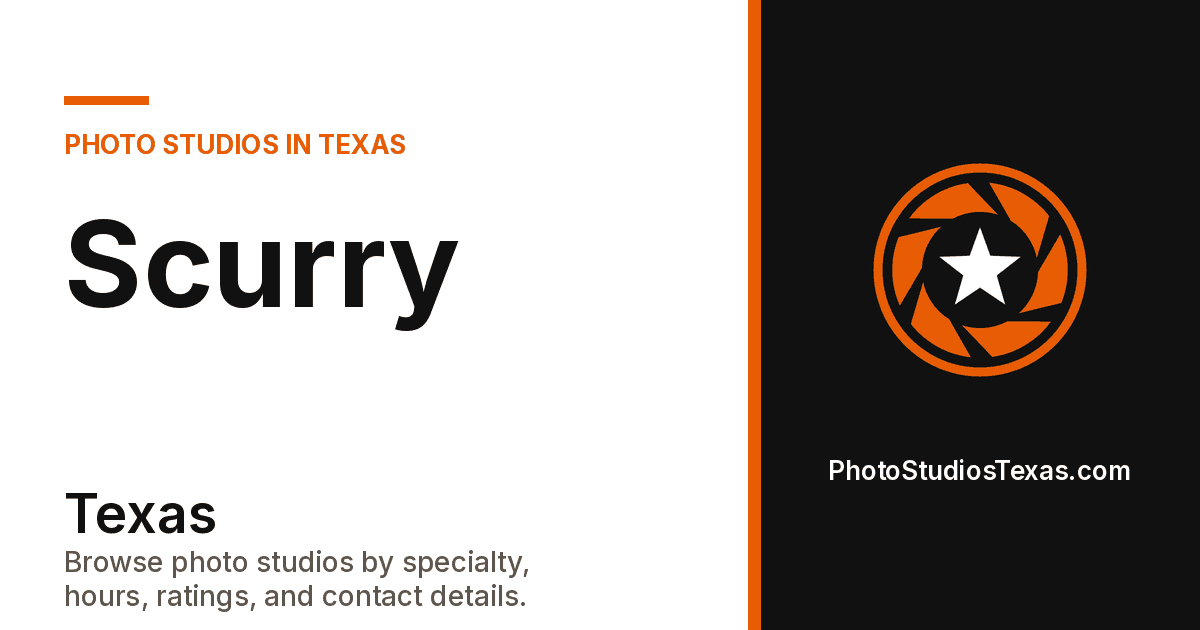 PHOTO STUDIOS IN TEXAS
Scurry
Texas
Browse photo studios by specialty,
hours, ratings, and contact details.
PhotoStudiosTexas.com